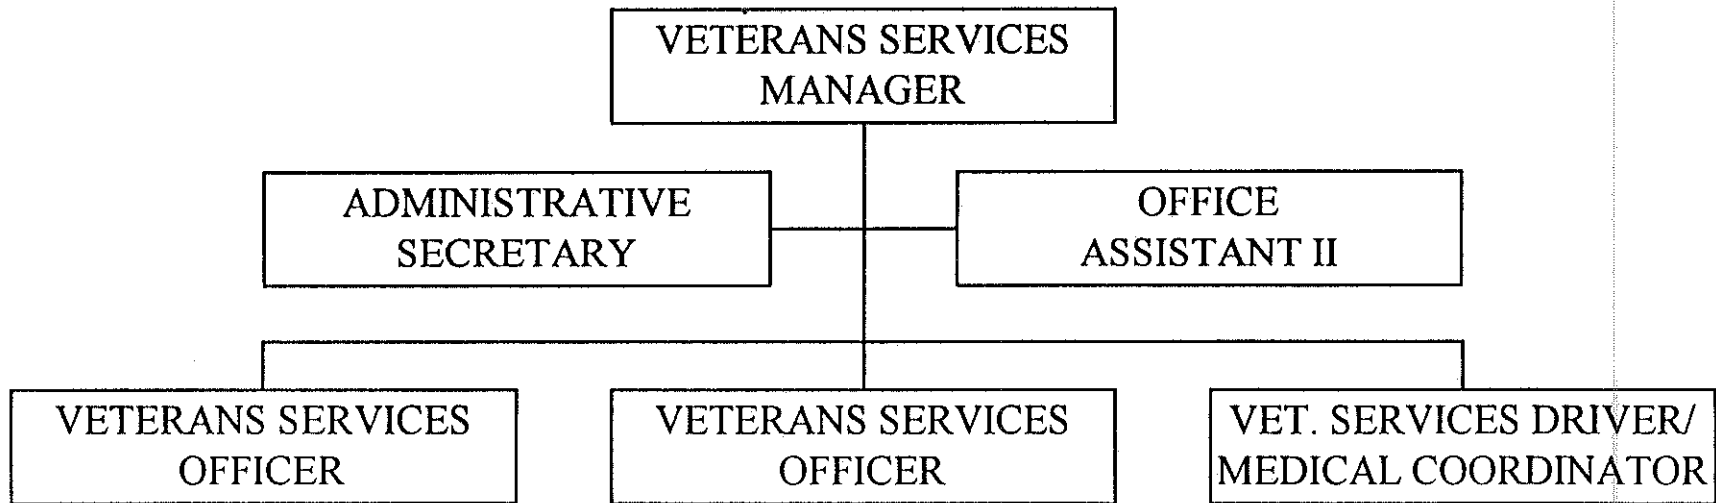 VETERANS SERVICES
MANAGER
ADMINISTRATIVE
SECRETARY
OFFICE
ASSISTANT II
VETERANS SERVICES
OFFICER
VETERANS SERVICES
OFFICER
VET. SERVICES DRIVER/
MEDICAL COORDINATOR